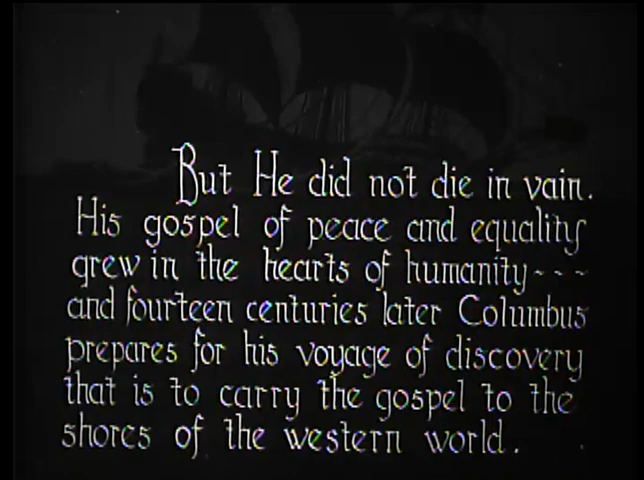 But He did not die in vain.
His gospel of peace and equality
grew in the hearts of humanity~~~
and fourteen centuries later Columbus
prepares for his voyage of discovery
that is to carry the gospel to the
shores of the western world.